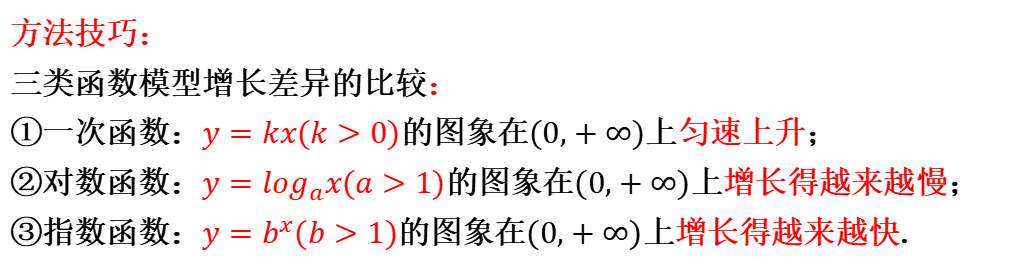 方法技巧：
三类函数模型增长差异的比较：
①一次函数：y = kx(k > 0)的图象在(0, + ∞)上匀速上升；
②对数函数：y = logₐx(a > 1)的图象在(0, + ∞)上增长得越来越慢；
③指数函数：y = bˣ(b > 1)的图象在(0, + ∞)上增长得越来越快.